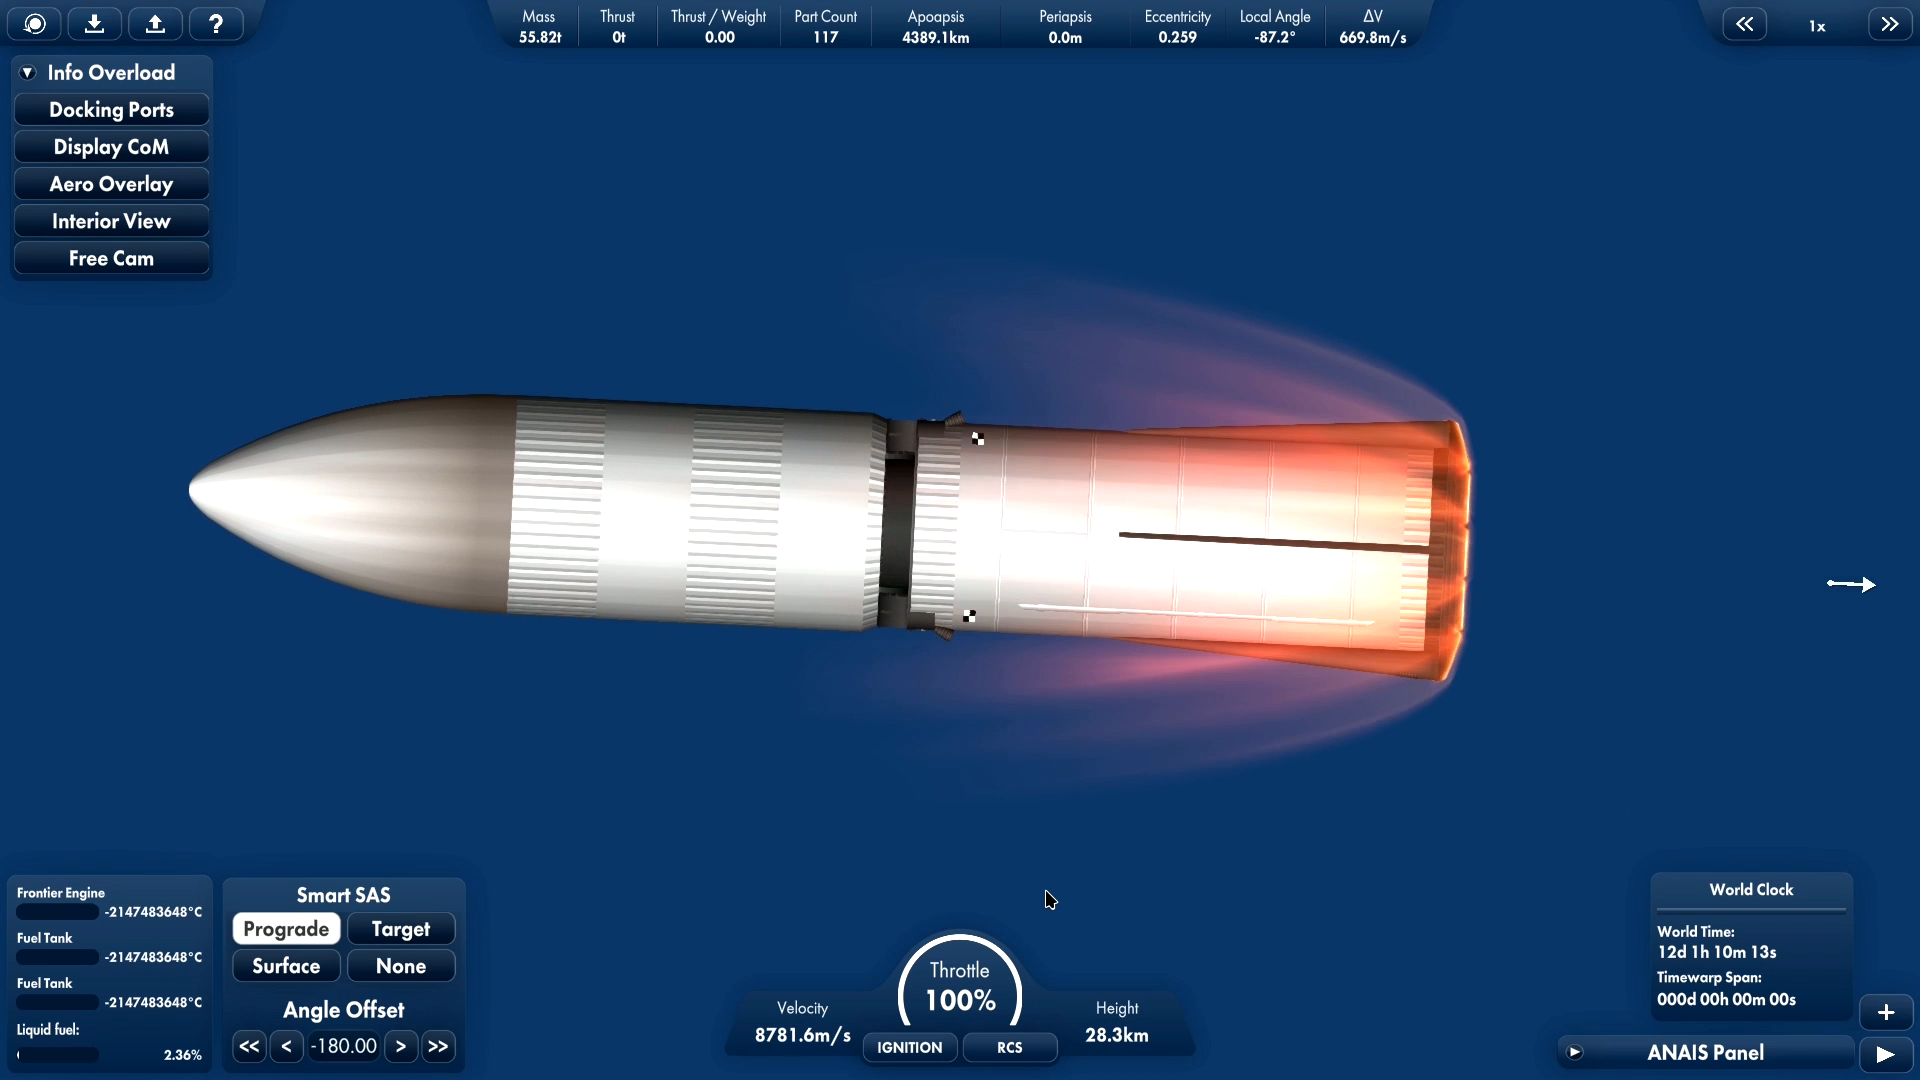 ?
Mass
55.82t
Thrust
0t
Thrust / Weight
0.00
Part Count
117
Apoapsis
4389.1km
Periapsis
0.0m
Eccentricity
0.259
Local Angle
-87.2°
ΔV
669.8m/s
1x
Info Overload
Docking Ports
Display CoM
Aero Overlay
Interior View
Free Cam
Frontier Engine
-2147483648°C
Fuel Tank
-2147483648°C
Fuel Tank
-2147483648°C
Liquid fuel:
2.36%
Smart SAS
Prograde
Target
Surface
None
Angle Offset
<< < -180.00 > >>
Throttle
100%
Velocity
8781.6m/s
IGNITION
RCS
Height
28.3km
World Clock
World Time:
12d 1h 10m 13s
Timewarp Span:
000d 00h 00m 00s
ANAIS Panel